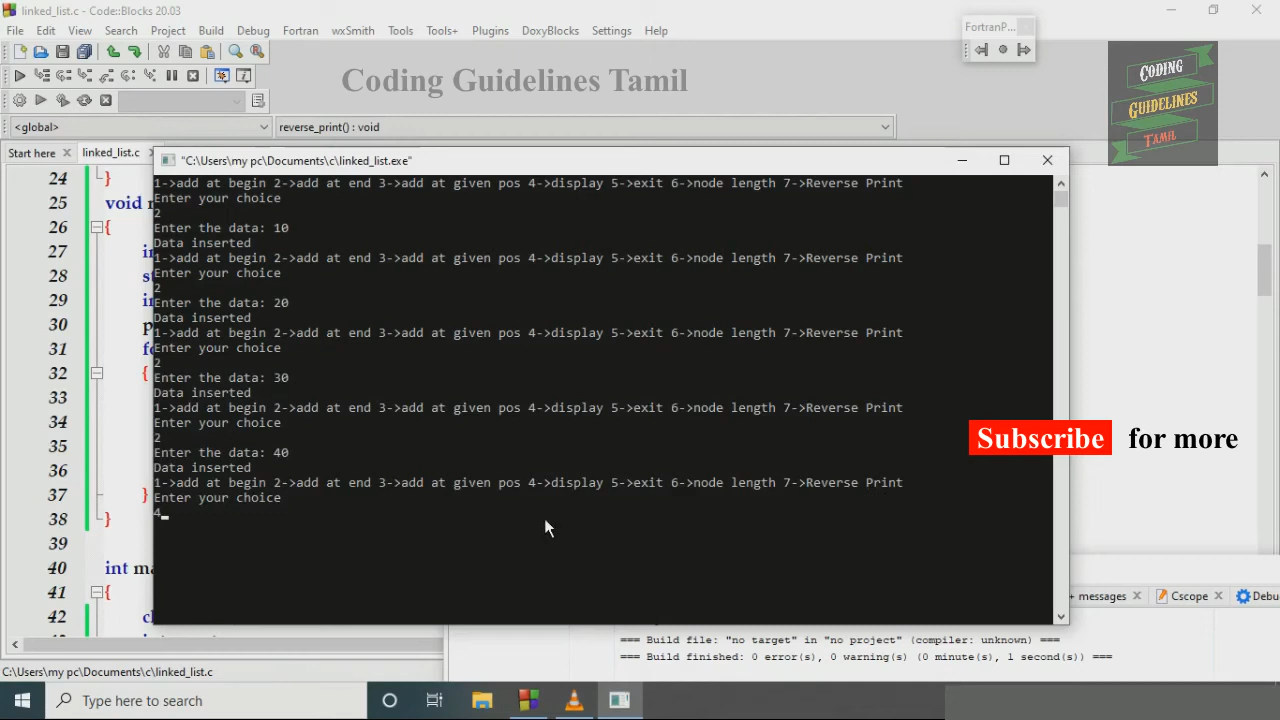 linked_list.c - Code::Blocks 20.03
File Edit View Search Project Build Debug Fortran wxSmith Tools Tools+ Plugins DoxyBlocks Settings Help
FortranP...
Coding Guidelines Tamil
CODING
GUIDELINES
TAMIL
<global>
reverse_print() : void
Start here
linked_list.c
"C:\Users\my pc\Documents\c\linked_list.exe"
1->add at begin 2->add at end 3->add at given pos 4->display 5->exit 6->node length 7->Reverse Print
Enter your choice
2
Enter the data: 10
Data inserted
1->add at begin 2->add at end 3->add at given pos 4->display 5->exit 6->node length 7->Reverse Print
Enter your choice
2
Enter the data: 20
Data inserted
1->add at begin 2->add at end 3->add at given pos 4->display 5->exit 6->node length 7->Reverse Print
Enter your choice
2
Enter the data: 30
Data inserted
1->add at begin 2->add at end 3->add at given pos 4->display 5->exit 6->node length 7->Reverse Print
Enter your choice
2
Enter the data: 40
Data inserted
1->add at begin 2->add at end 3->add at given pos 4->display 5->exit 6->node length 7->Reverse Print
Enter your choice
4
24 }
25 void
26 {
27
28
29
30
31
32 {
33
34
35
36
37 }
38 }
39
40 int
41 {
42
Subscribe for more
messages
Cscope
=== Build file: "no target" in "no project" (compiler: unknown) ===
=== Build finished: 0 error(s), 0 warning(s) (0 minute(s), 1 second(s)) ===
C:\Users\my pc\Documents\c\linked_list.c
Type here to search